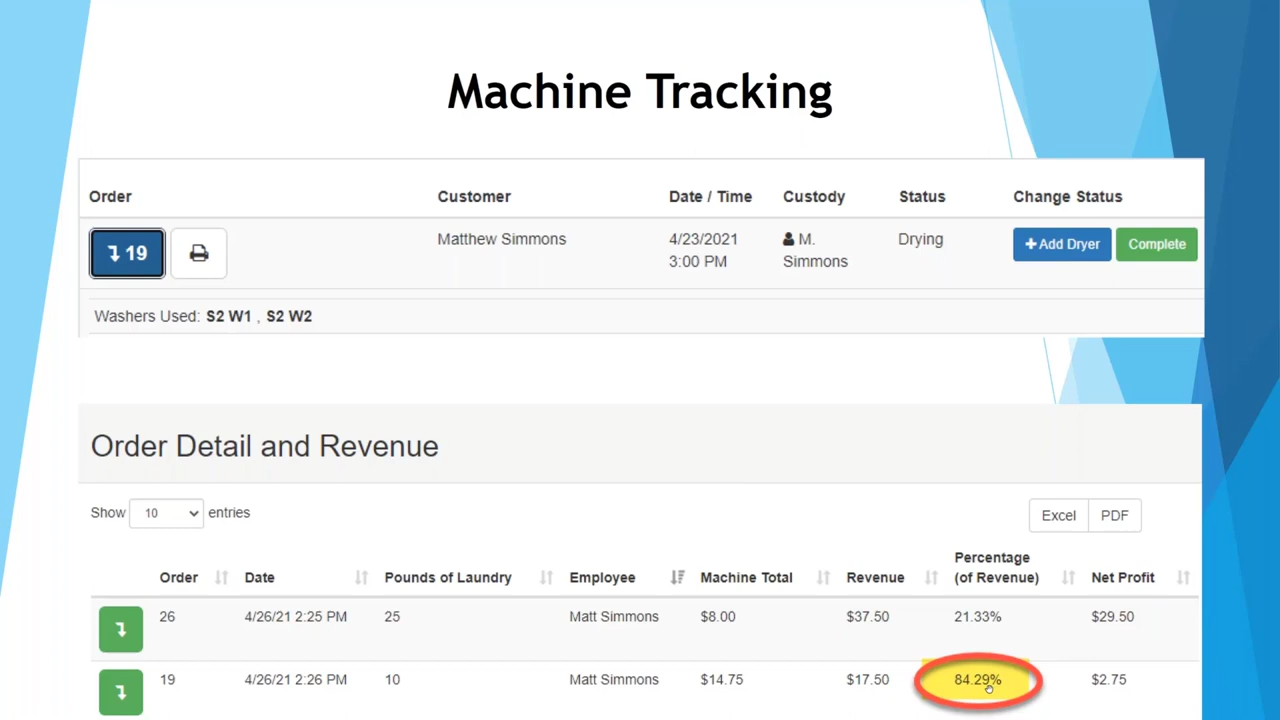 Machine Tracking
Order Customer Date / Time Custody Status Change Status
19 Matthew Simmons 4/23/2021 M. Drying + Add Dryer Complete
3:00 PM Simmons
Washers Used: S2 W1 , S2 W2
Order Detail and Revenue
Show 10 entries Excel PDF
Percentage
Order Date Pounds of Laundry Employee Machine Total Revenue (of Revenue) Net Profit
26 4/26/21 2:25 PM 25 Matt Simmons $8.00 $37.50 21.33% $29.50
19 4/26/21 2:26 PM 10 Matt Simmons $14.75 $17.50 84.29% $2.75